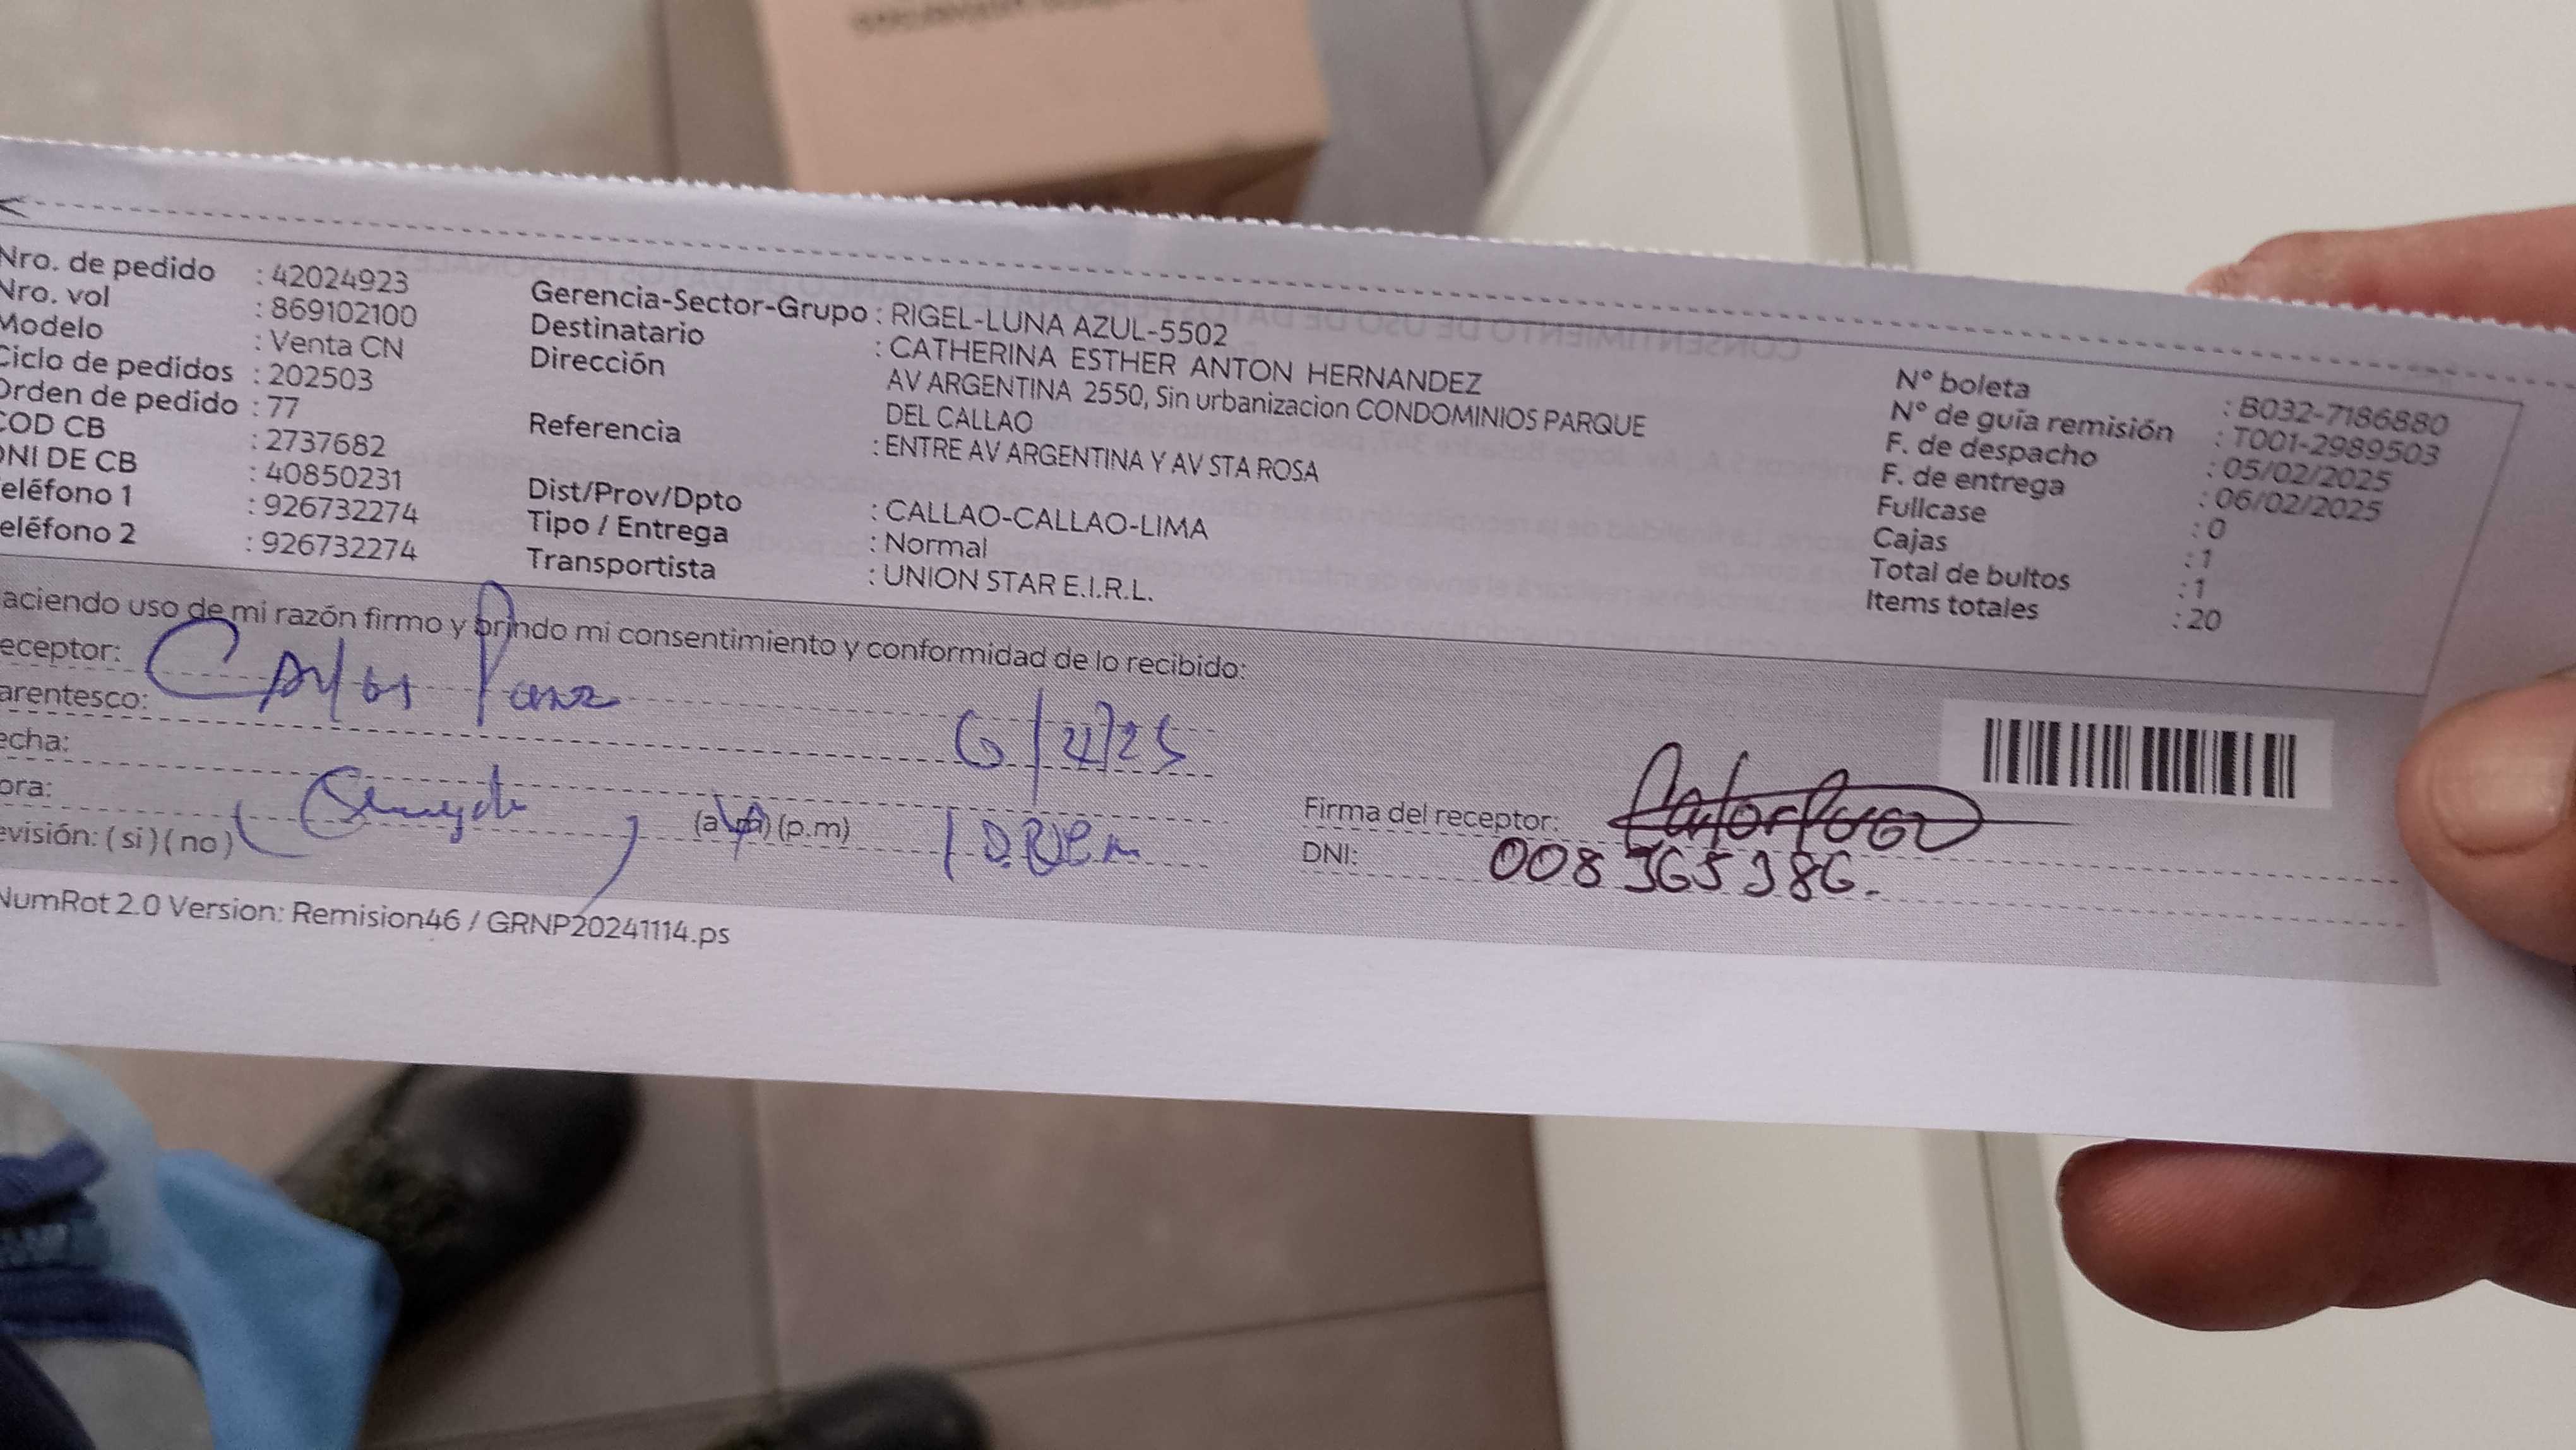 Nro. de pedido : 42024923
Nro. vol : 869102100
Modelo : Venta CN
Ciclo de pedidos : 202503
Orden de pedido : 77
COD CB : 2737682
DNI DE CB : 40850231
eléfono 1 : 926732274
eléfono 2 : 926732274
Gerencia-Sector-Grupo : RIGEL-LUNA AZUL-5502
Destinatario : CATHERINA ESTHER ANTON HERNANDEZ
Dirección AV ARGENTINA 2550, Sin urbanizacion CONDOMINIOS PARQUE
DEL CALLAO
Referencia : ENTRE AV ARGENTINA Y AV STA ROSA
Dist/Prov/Dpto : CALLAO-CALLAO-LIMA
Tipo / Entrega : Normal
Transportista : UNION STAR E.I.R.L.
N° boleta : B032-7186880
N° de guía remisión : T001-2989503
F. de despacho : 05/02/2025
F. de entrega : 06/02/2025
Fullcase : 0
Cajas : 1
Total de bultos : 1
Items totales : 20
aciendo uso de mi razón firmo y brindo mi consentimiento y conformidad de lo recibido:
eceptor: Carlos
arentesco:
echa:
ora: (a.m) (p.m)
evisión: ( si ) ( no )
Firma del receptor:
DNI:
NumRot 2.0 Version: Remision46 / GRNP20241114.ps